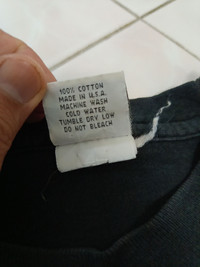 100% COTTON
MADE IN U.S.A.
MACHINE WASH
COLD WATER
TUMBLE DRY LOW
DO NOT BLEACH